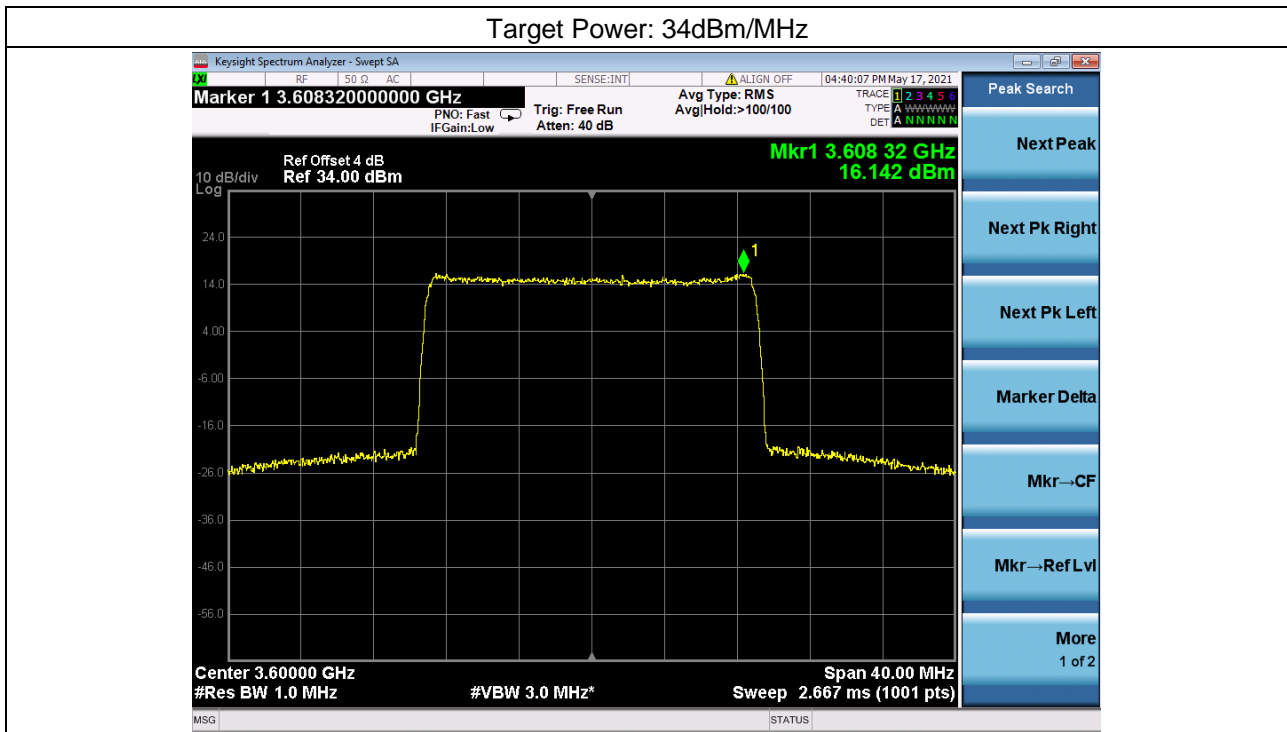 Target Power: 34dBm/MHz
Keysight Spectrum Analyzer - Swept SA
LXI RF 50 Ω AC SENSE:INT ALIGN OFF 04:40:07 PM May 17, 2021
Marker 1 3.608320000000 GHz
PNO: Fast
IFGain:Low
Trig: Free Run
Atten: 40 dB
Avg Type: RMS
Avg|Hold:>100/100
TRACE 1 2 3 4 5 6
TYPE A WWWWW
DET A N N N N N
Mkr1 3.608 32 GHz
16.142 dBm
Ref Offset 4 dB
10 dB/div Ref 34.00 dBm
Log
24.0
14.0
4.00
-6.00
-16.0
-26.0
-36.0
-46.0
-56.0
1
Center 3.60000 GHz Span 40.00 MHz
#Res BW 1.0 MHz #VBW 3.0 MHz* Sweep 2.667 ms (1001 pts)
MSG STATUS
Peak Search
Next Peak
Next Pk Right
Next Pk Left
Marker Delta
Mkr→CF
Mkr→Ref Lvl
More
1 of 2